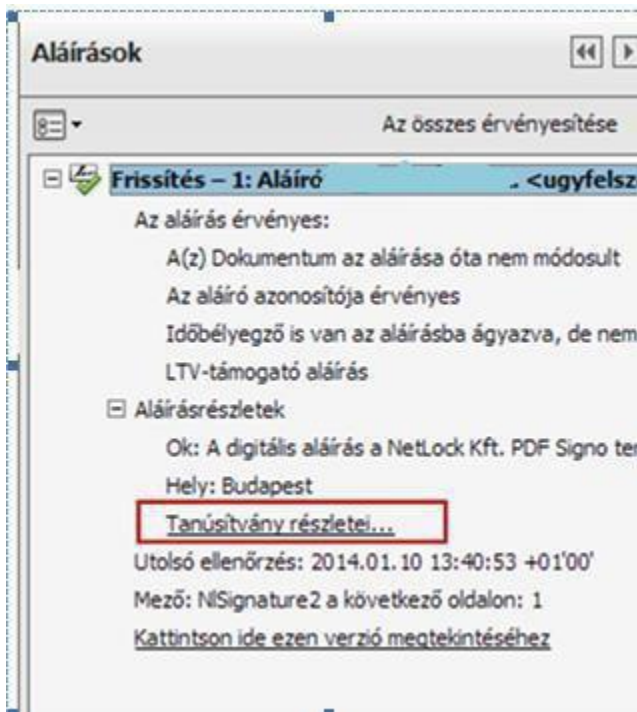 Aláírások
Az összes érvényesítése
Frissítés – 1: Aláíró . <ugyfelsz
Az aláírás érvényes:
A(z) Dokumentum az aláírása óta nem módosult
Az aláíró azonosítója érvényes
Időbélyegző is van az aláírásba ágyazva, de nem
LTV-támogató aláírás
Aláírásrészletek
Ok: A digitális aláírás a NetLock Kft. PDF Signo ter
Hely: Budapest
Tanúsítvány részletei...
Utolsó ellenőrzés: 2014.01.10 13:40:53 +01'00'
Mező: NlSignature2 a következő oldalon: 1
Kattintson ide ezen verzió megtekintéséhez